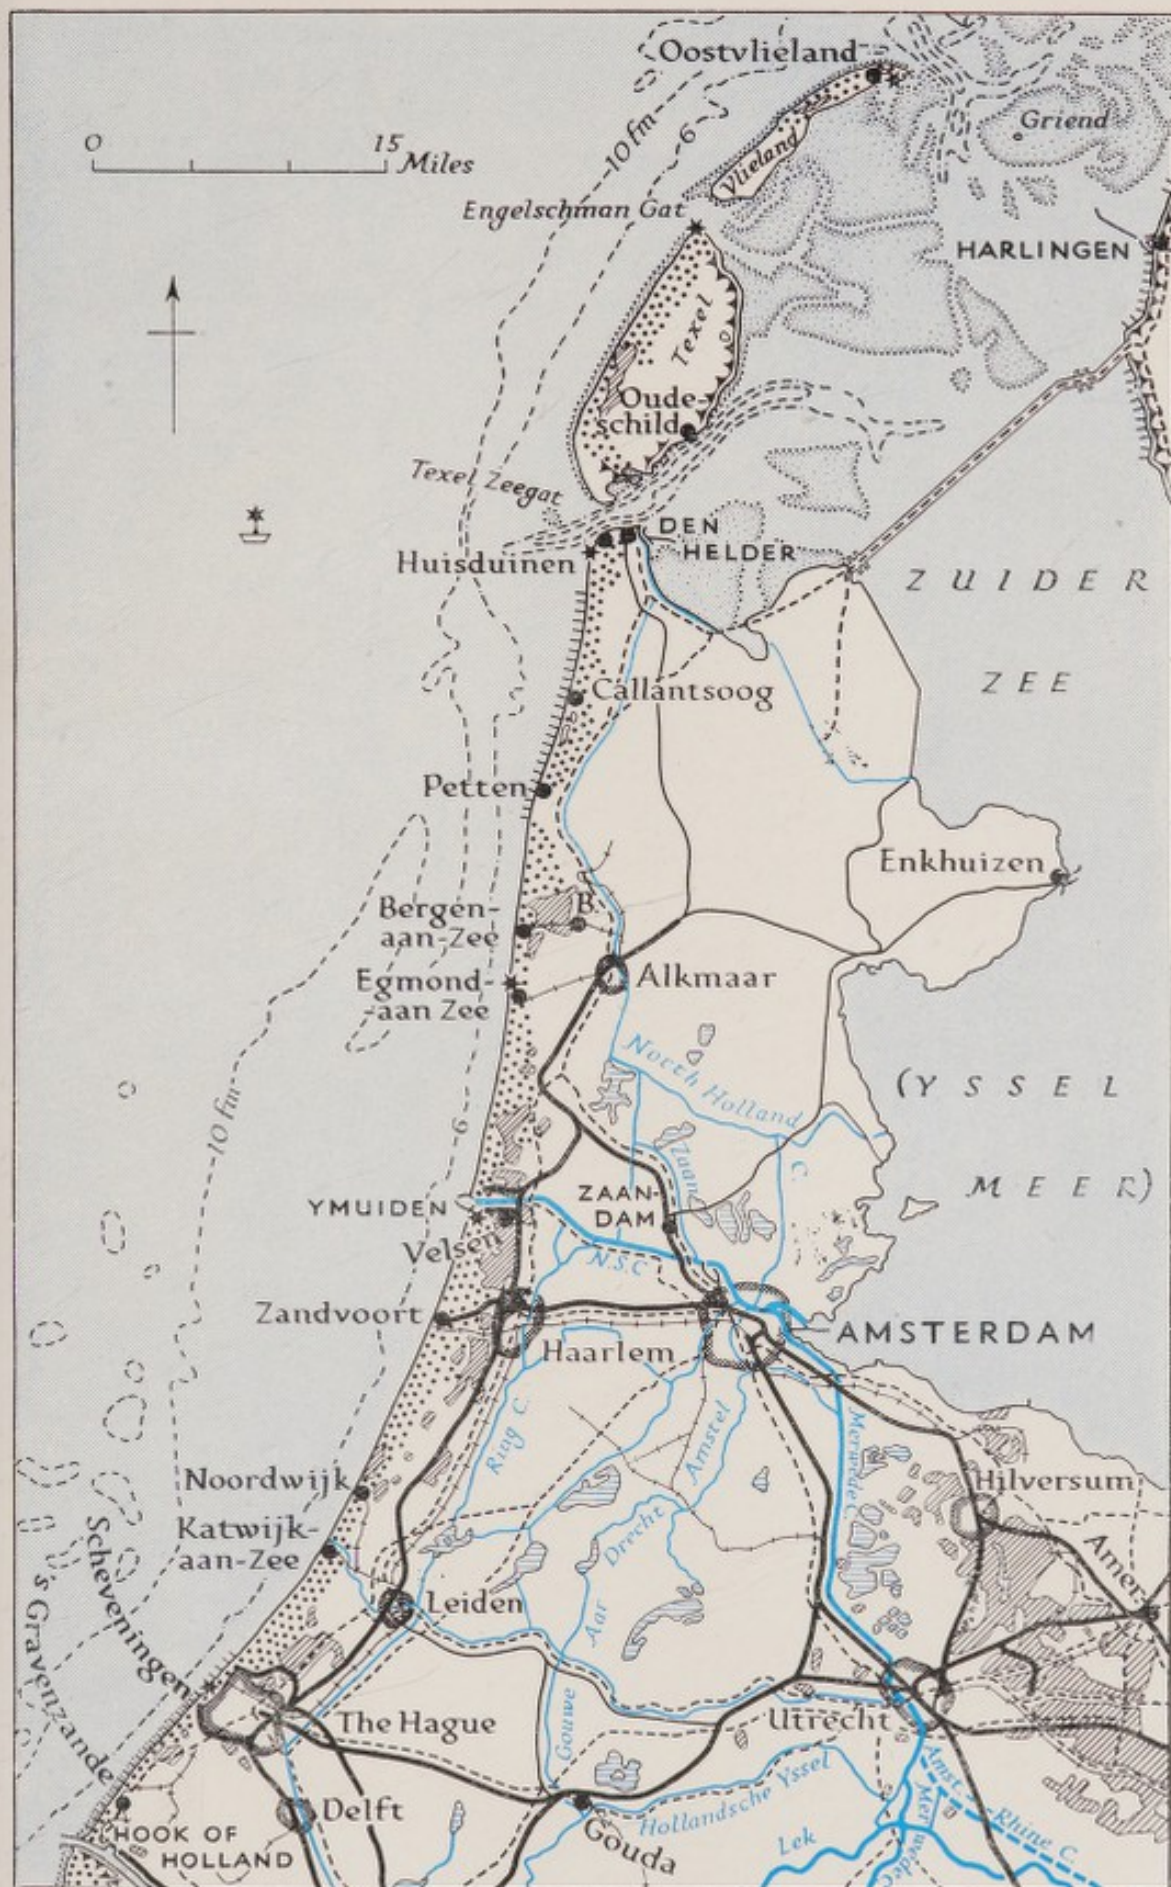 Oostvlieland
10 fm
6
Griend
0 15 Miles
Vlieland
Engelschman Gat
HARLINGEN
Texel
Oude-
schild
Texel Zeegat
DEN
HELDER
Huisduinen
ZUIDER
ZEE
Callantsoog
Petten
Enkhuizen
Bergen-
aan-Zee
B.
Egmond-
-aan Zee
Alkmaar
North Holland
C.
(YSSEL
MEER)
10 fm
6
Zaan
YMUIDEN
ZAAN-
DAM
Velsen
N.S.C
Zandvoort
AMSTERDAM
Haarlem
Ring C.
Amstel
Merwede C.
Noordwijk
Hilversum
Katwijk-
aan-Zee
Drecht
Amer
Scheveningen
's Gravenzande
Leiden
Aar
The Hague
Gouwe
Utrecht
Delft
Hollandsche Yssel
Amst.
Rhine C.
Merwede C.
HOOK OF
HOLLAND
Gouda
Lek